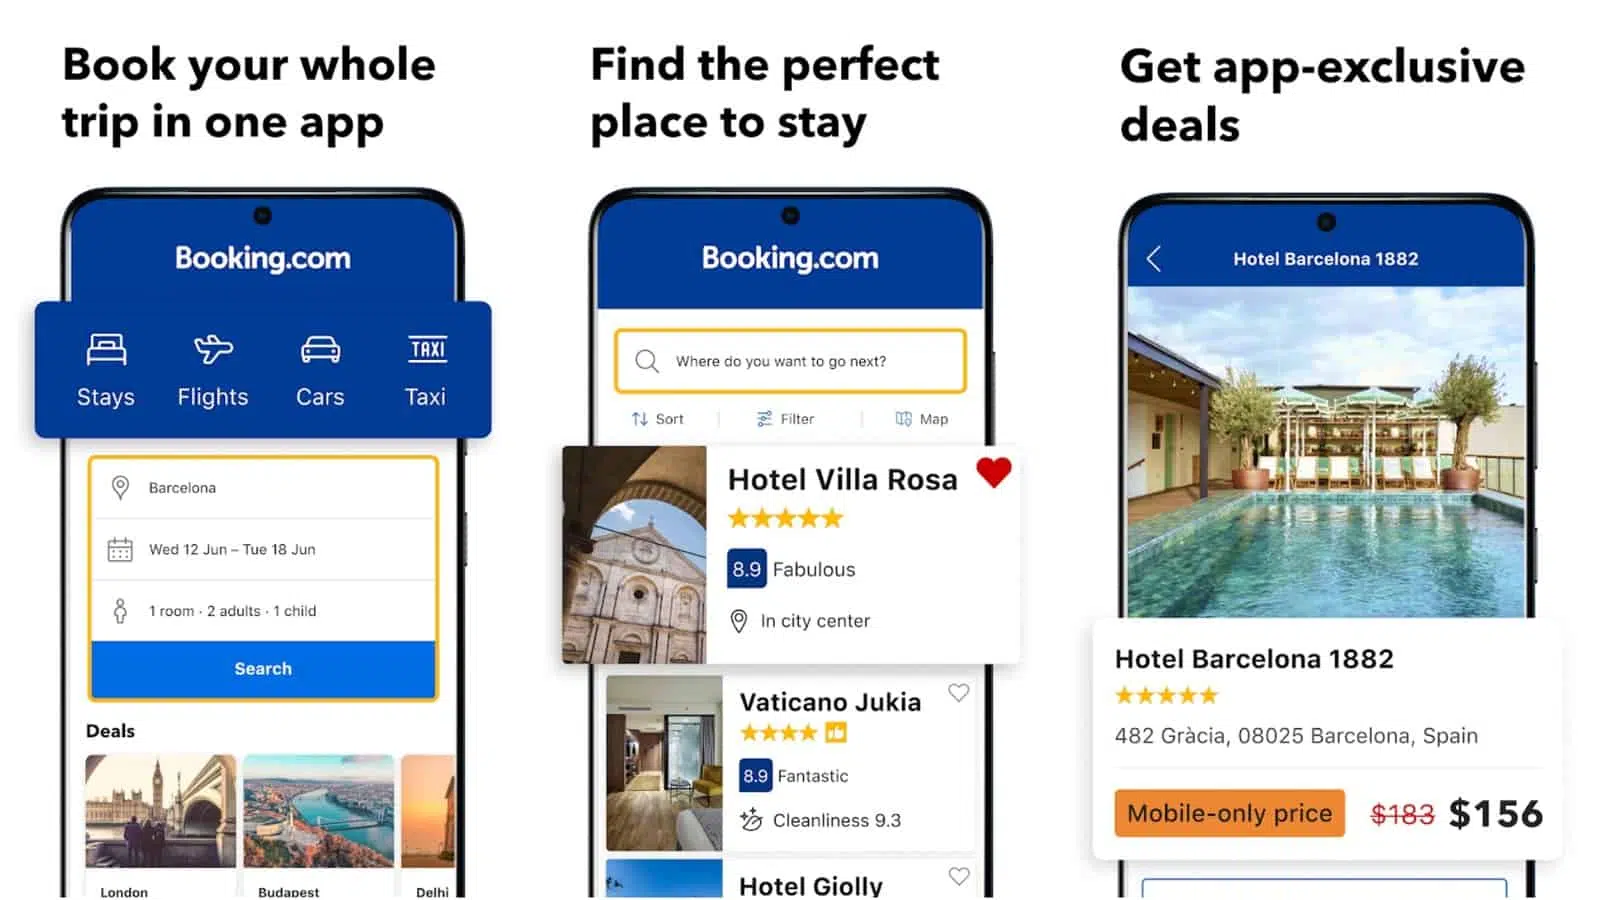 Book your whole
trip in one app
Booking.com
Stays
Flights
Cars
TAXI
Taxi
Barcelona
Wed 12 Jun – Tue 18 Jun
1 room · 2 adults · 1 child
Search
Deals
London
Budapest
Delhi
Find the perfect
place to stay
Booking.com
Where do you want to go next?
Sort
Filter
Map
Hotel Villa Rosa
8.9 Fabulous
In city center
Vaticano Jukia
8.9 Fantastic
Cleanliness 9.3
Hotel Giolly
Get app-exclusive
deals
Hotel Barcelona 1882
Hotel Barcelona 1882
482 Gràcia, 08025 Barcelona, Spain
Mobile-only price $183 $156